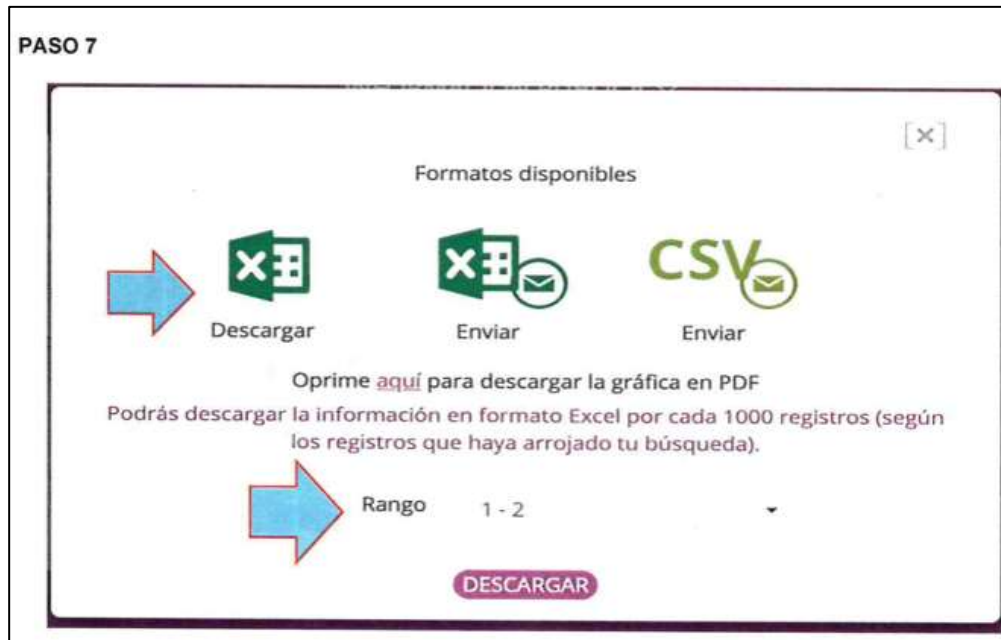 PASO 7
[×]
Formatos disponibles
CSV
Descargar
Enviar
Enviar
Oprime aquí para descargar la gráfica en PDF
Podrás descargar la información en formato Excel por cada 1000 registros (según
los registros que haya arrojado tu búsqueda).
Rango 1 - 2
DESCARGAR